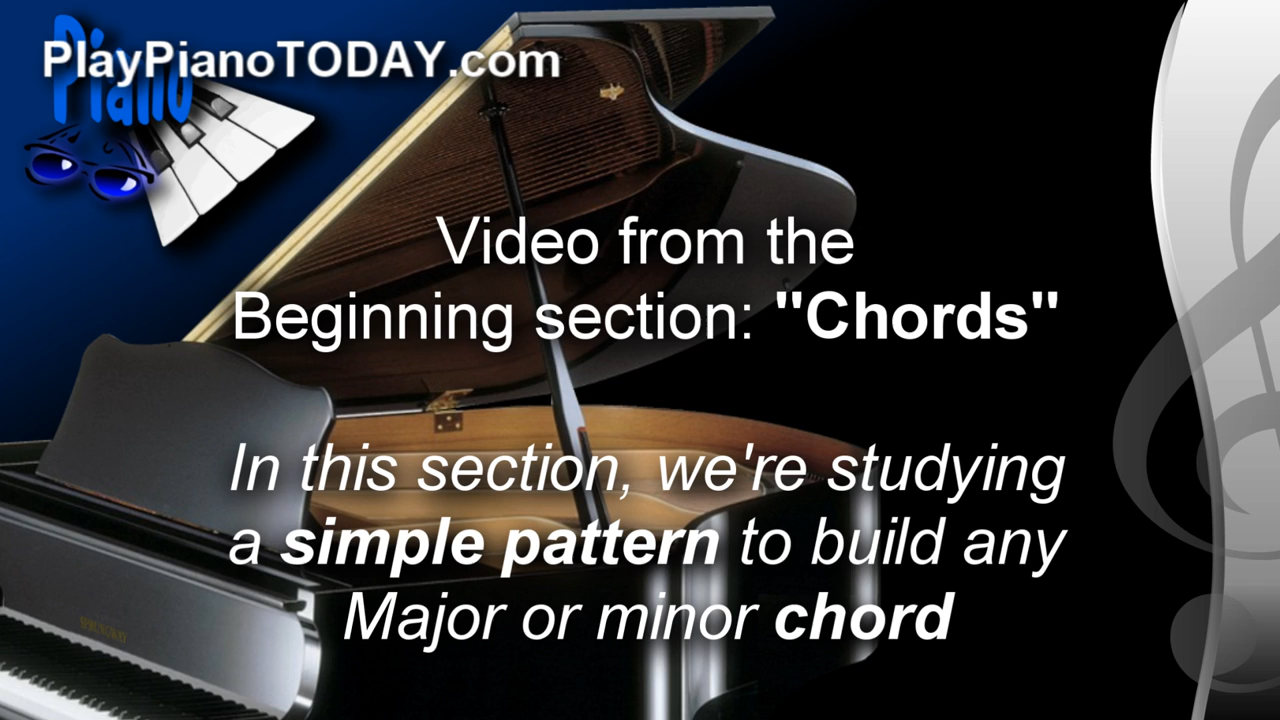 PlayPianoTODAY.com
Piano
Video from the
Beginning section: "Chords"
In this section, we're studying
a simple pattern to build any
Major or minor chord